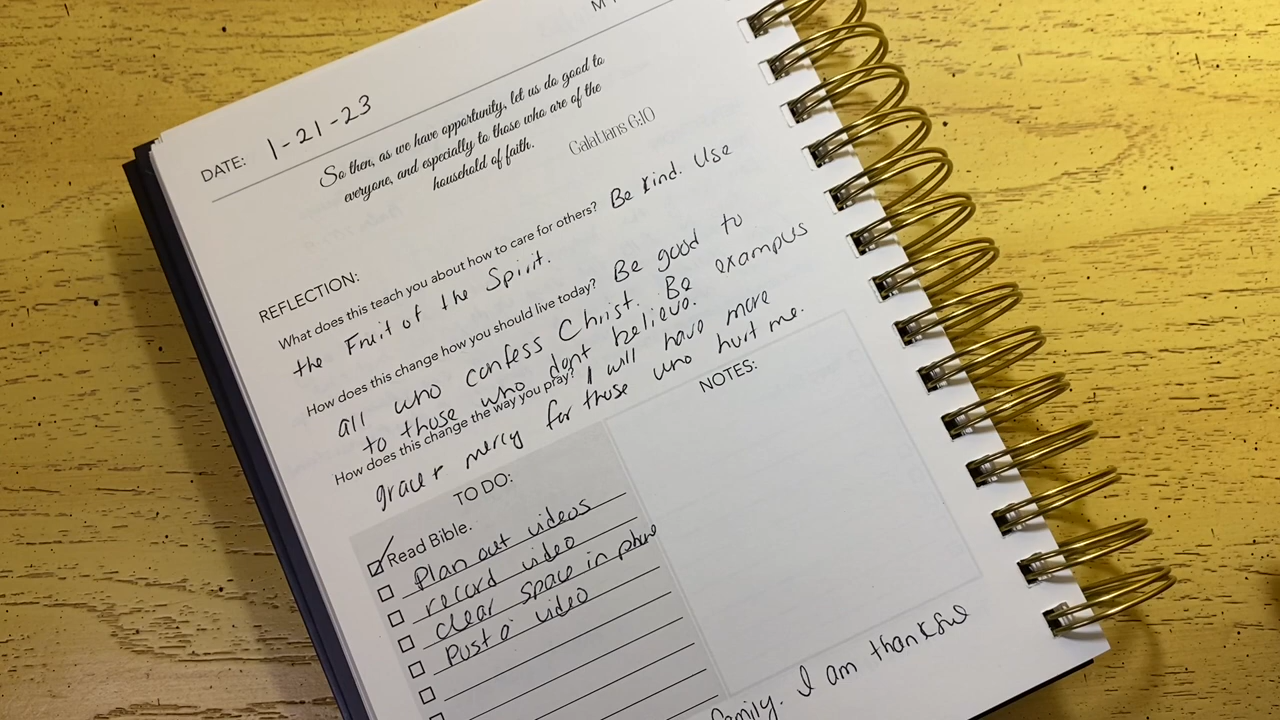 DATE: 1-21-23
So then, as we have opportunity, let us do good to
everyone, and especially to those who are of the
household of faith.
Galatians 6:10
REFLECTION:
What does this teach you about how to care for others? Be kind. Use
the Fruit of the Spirit.
How does this change how you should live today? Be good to
all who confess Christ. Be exampus
to those who dont believe.
How does this change the way you pray? I will have more
grace + mercy for those who hurt me.
TO DO:
Read Bible.
Plan out videos
record video
clear space in phone
Post a video
NOTES:
family. I am thankful